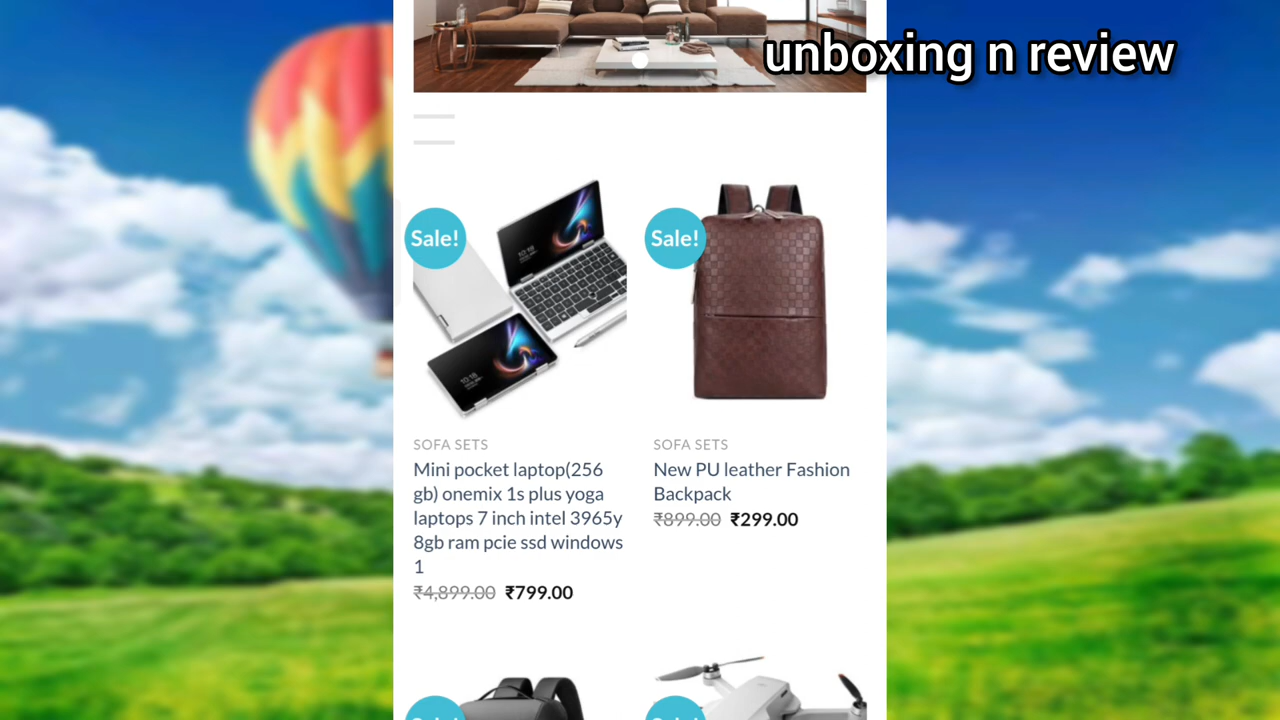 unboxing n review
Sale!
Sale!
SOFA SETS
Mini pocket laptop(256
gb) onemix 1s plus yoga
laptops 7 inch intel 3965y
8gb ram pcie ssd windows
1
₹4,899.00 ₹799.00
SOFA SETS
New PU leather Fashion
Backpack
₹899.00 ₹299.00